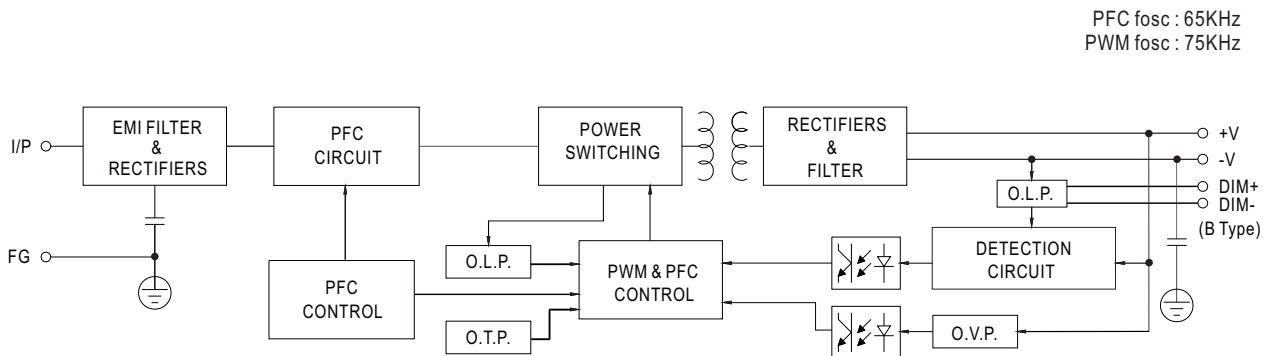 PFC fosc : 65KHz
PWM fosc : 75KHz
I/P
EMI FILTER
&
RECTIFIERS
PFC
CIRCUIT
POWER
SWITCHING
RECTIFIERS
&
FILTER
+V
-V
DIM+
DIM-
(B Type)
O.L.P.
FG
PFC
CONTROL
O.L.P.
O.T.P.
PWM & PFC
CONTROL
DETECTION
CIRCUIT
O.V.P.